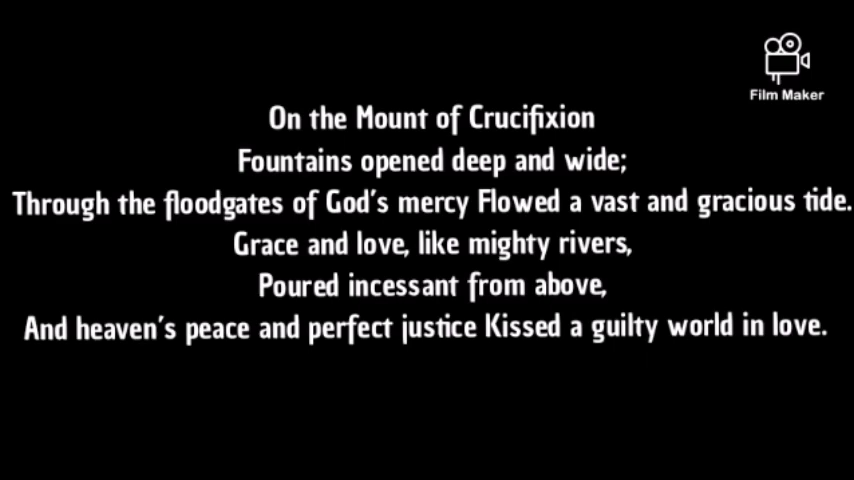 Film Maker
On the Mount of Crucifixion
Fountains opened deep and wide;
Through the floodgates of God's mercy Flowed a vast and gracious tide.
Grace and love, like mighty rivers,
Poured incessant from above,
And heaven's peace and perfect justice Kissed a guilty world in love.